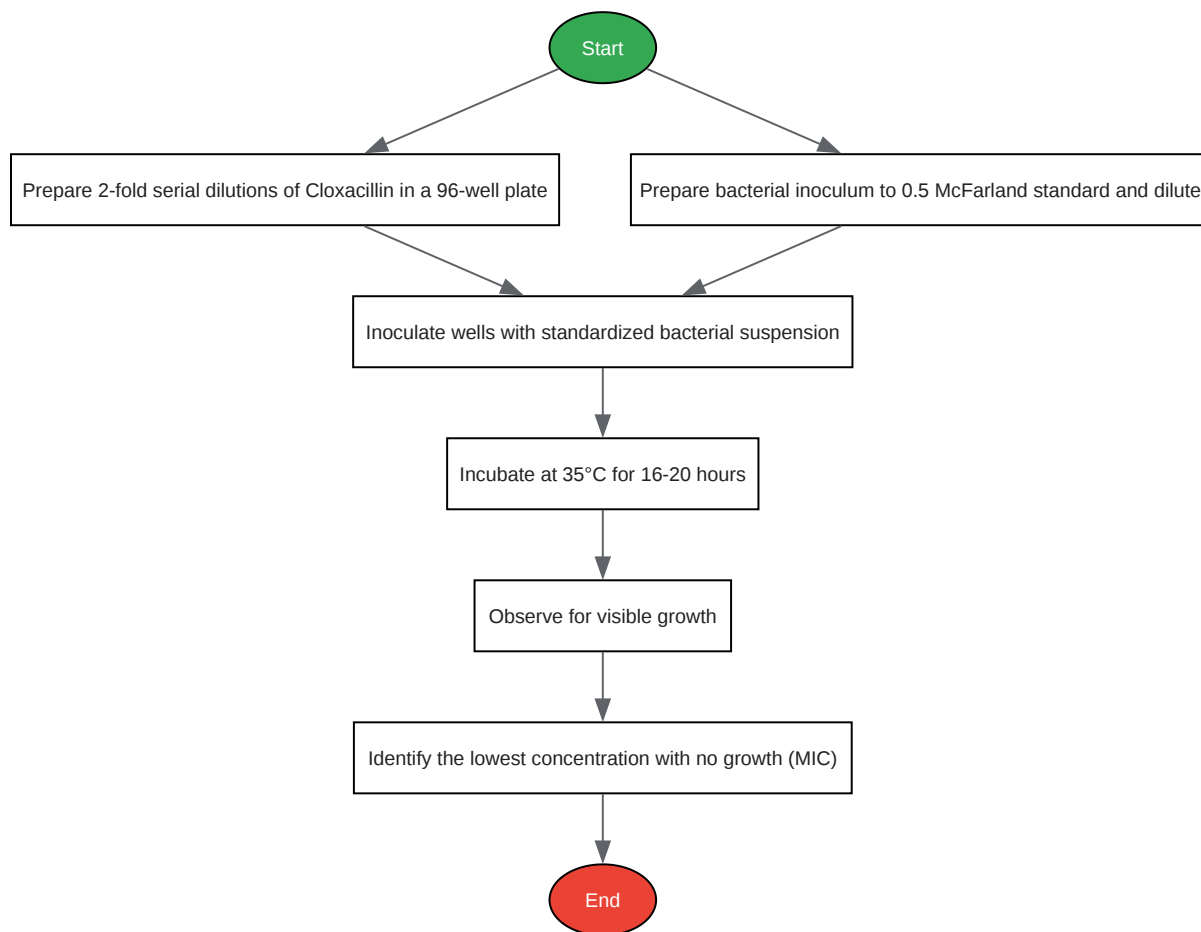 Start
Prepare 2-fold serial dilutions of Cloxacillin in a 96-well plate
Prepare bacterial inoculum to 0.5 McFarland standard and dilute
Inoculate wells with standardized bacterial suspension
Incubate at 35°C for 16-20 hours
Observe for visible growth
Identify the lowest concentration with no growth (MIC)
End